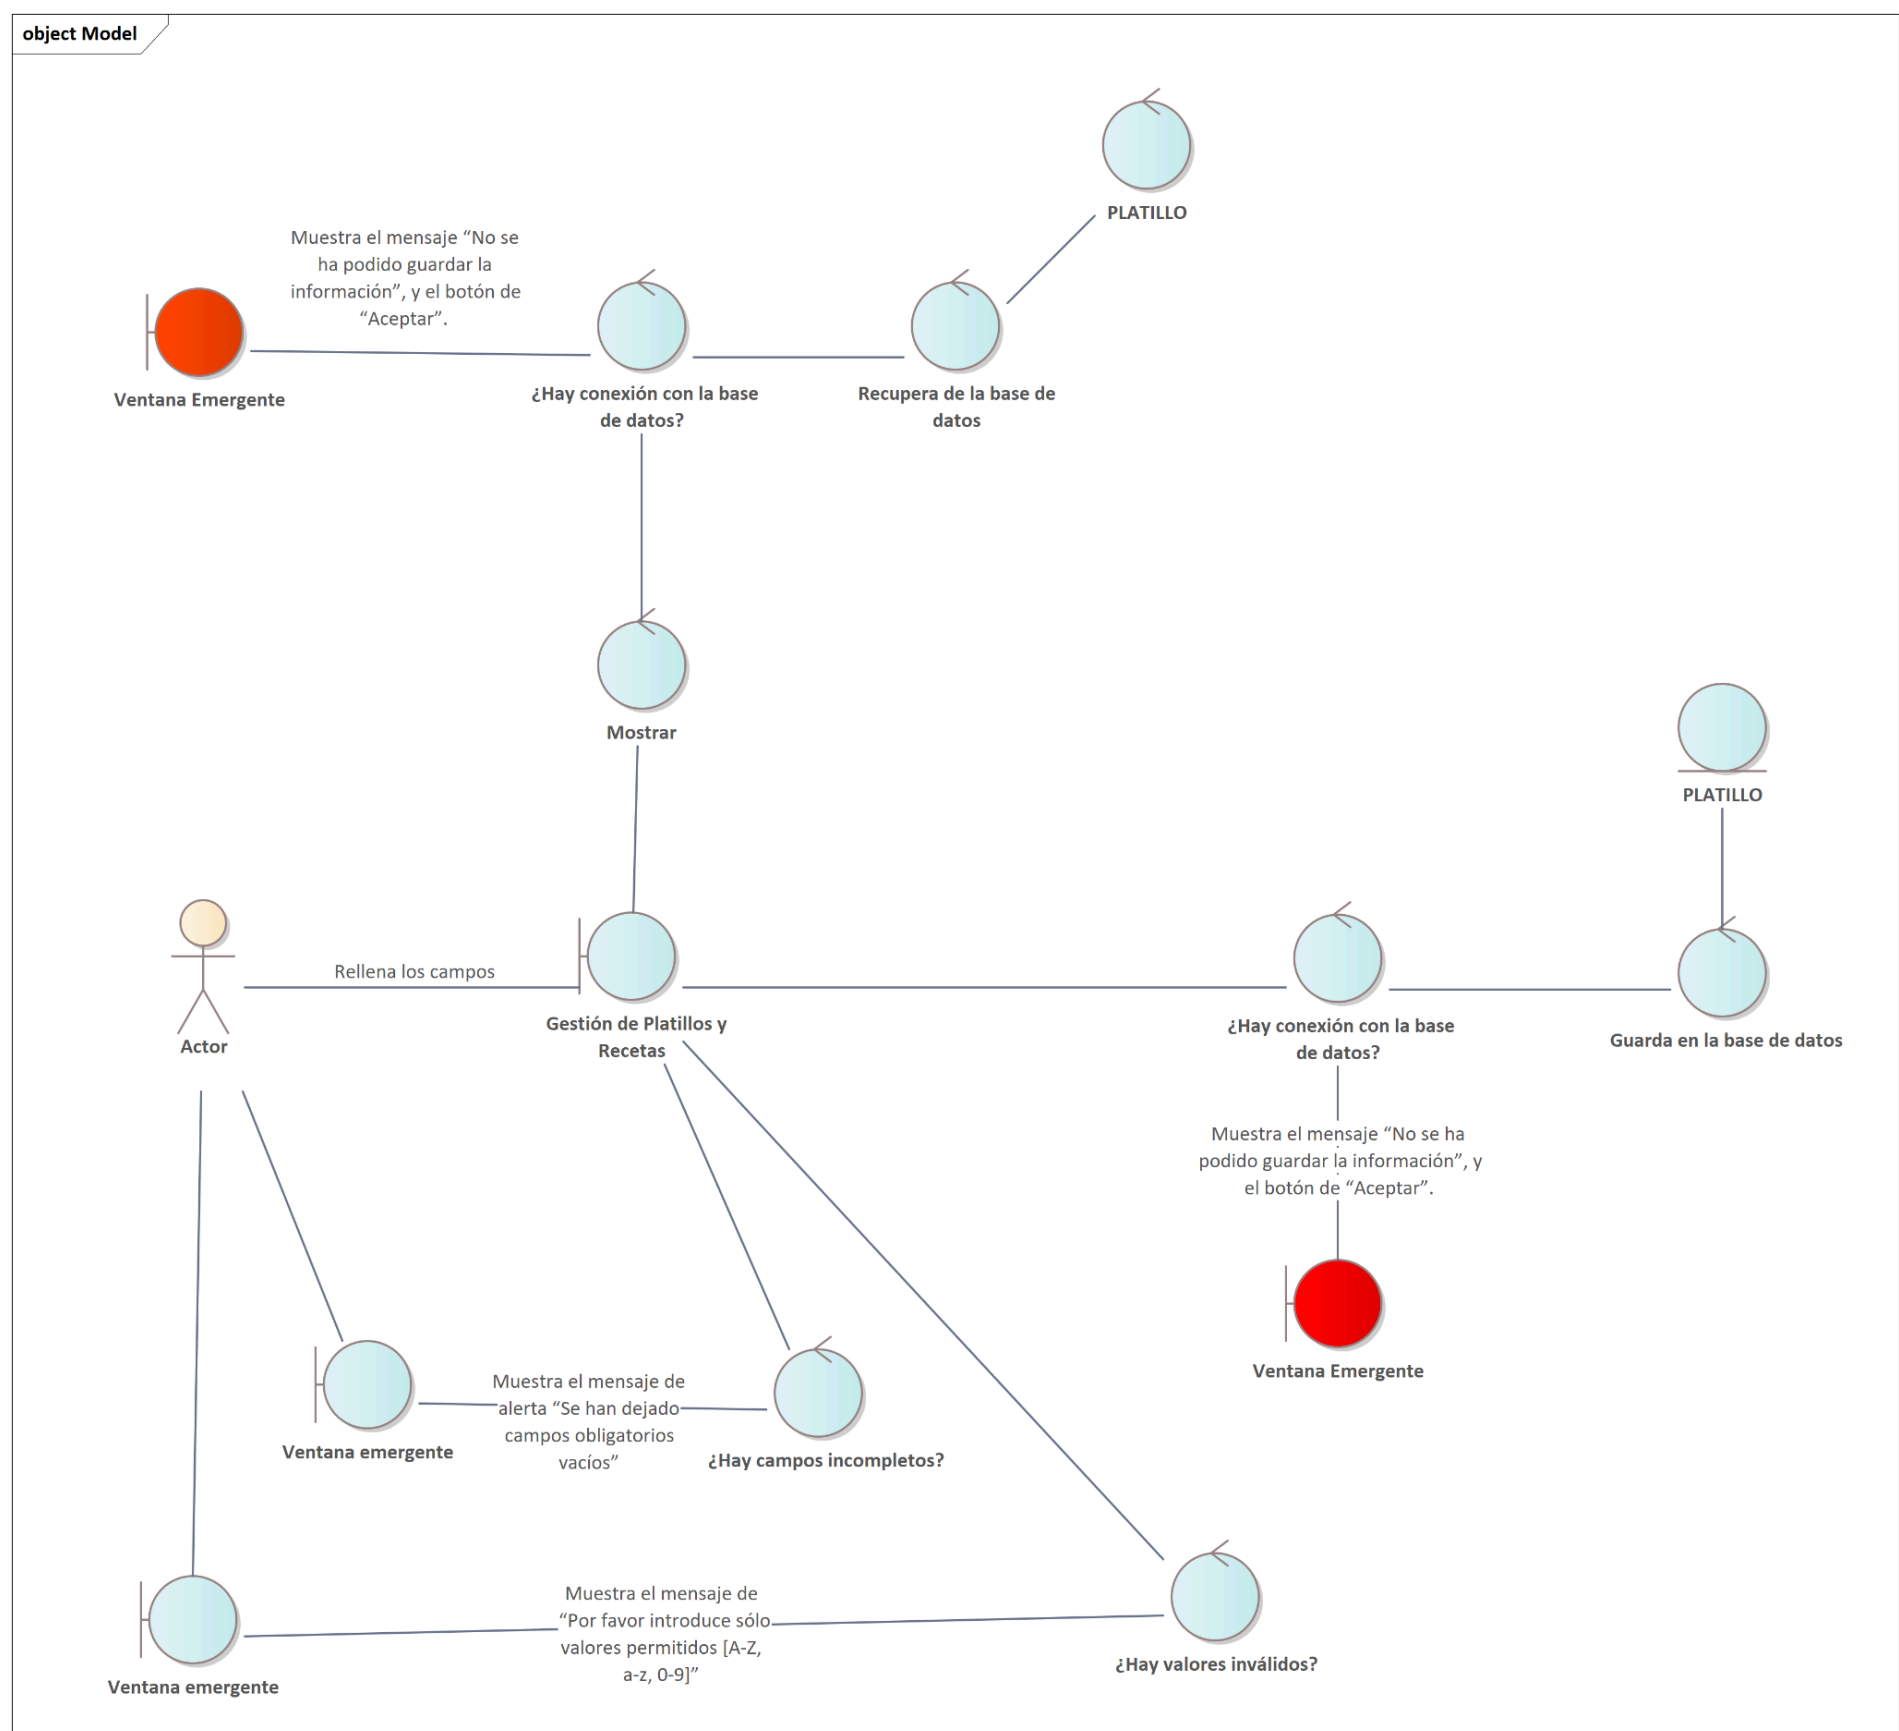 object Model
PLATILLO
Muestra el mensaje “No se
ha podido guardar la
información”, y el botón de
“Aceptar”.
Ventana Emergente
¿Hay conexión con la base
de datos?
Recupera de la base de
datos
Mostrar
PLATILLO
Rellena los campos
Actor
Gestión de Platillos y
Recetas
¿Hay conexión con la base
de datos?
Guarda en la base de datos
Muestra el mensaje “No se ha
podido guardar la información”, y
el botón de “Aceptar”.
Ventana Emergente
Muestra el mensaje de
alerta “Se han dejado
campos obligatorios
vacíos”
Ventana emergente
¿Hay campos incompletos?
Muestra el mensaje de
“Por favor introduce sólo
valores permitidos [A-Z,
a-z, 0-9]”
Ventana emergente
¿Hay valores inválidos?